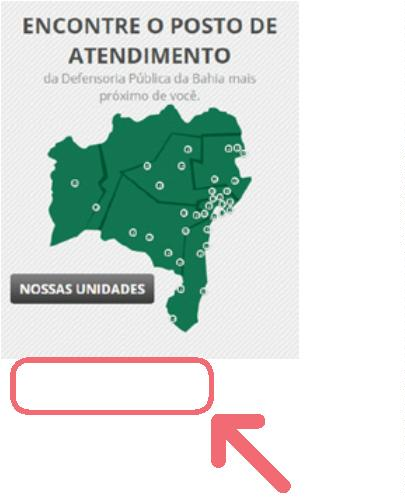 ENCONTRE O POSTO DE
ATENDIMENTO
da Defensoria Pública da Bahia mais
próximo de você.
NOSSAS UNIDADES